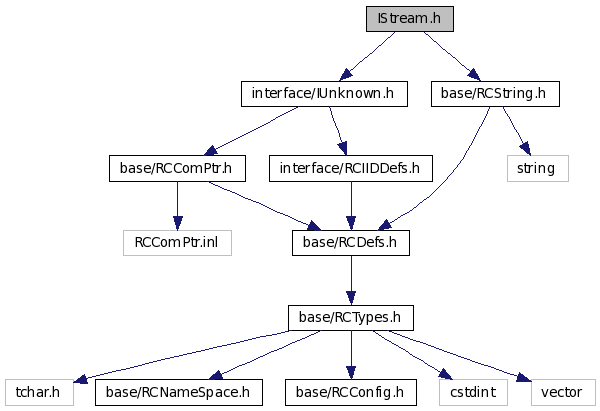 IStream.h
interface/IUnknown.h
base/RCString.h
base/RCComPtr.h
interface/RCIIDDefs.h
string
RCComPtr.inl
base/RCDefs.h
base/RCTypes.h
tchar.h
base/RCNameSpace.h
base/RCConfig.h
cstdint
vector